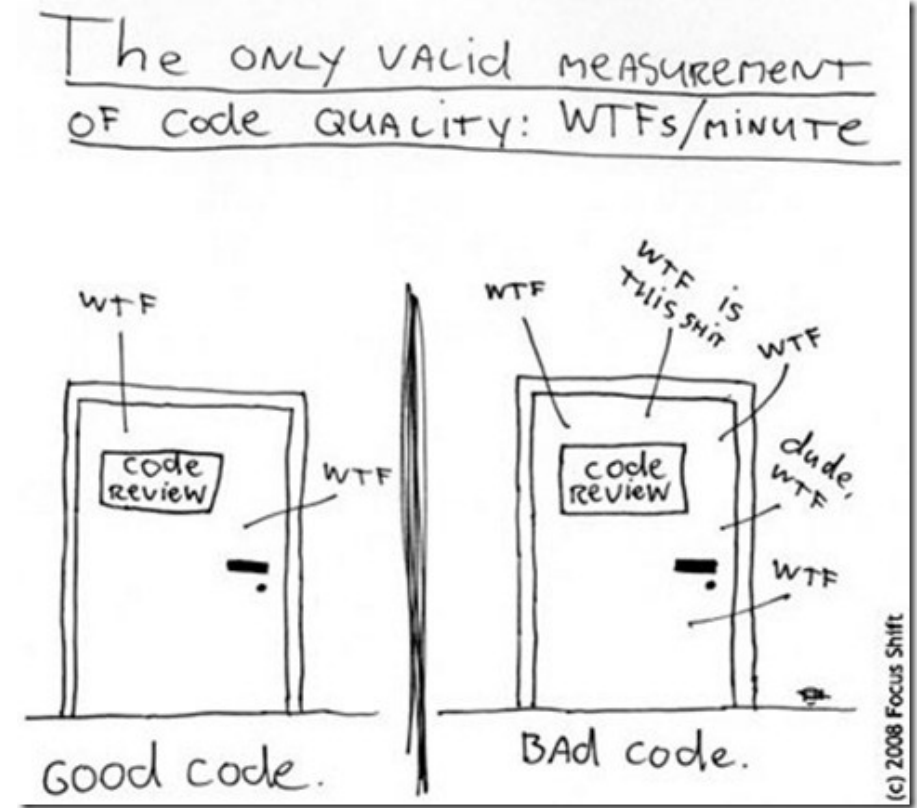 The ONLY VALid MEASUREMENT
OF Code QUALITY: WTFs/MINUTE
WTF
code
REVIEW
WTF
GOOD code.
WTF
WTF IS
THIS SHIT
WTF
code
REVIEW
dude,
WTF
WTF
BAd code.
(c) 2008 Focus Shift